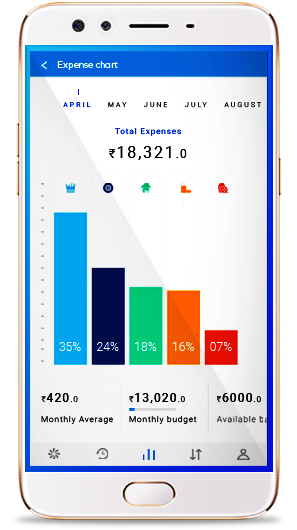 Expense chart
APRIL MAY JUNE JULY AUGUST
Total Expenses
₹18,321.0
35% 24% 18% 16% 07%
₹420.0 ₹13,020.0 ₹6000.0
Monthly Average Monthly budget Available ba